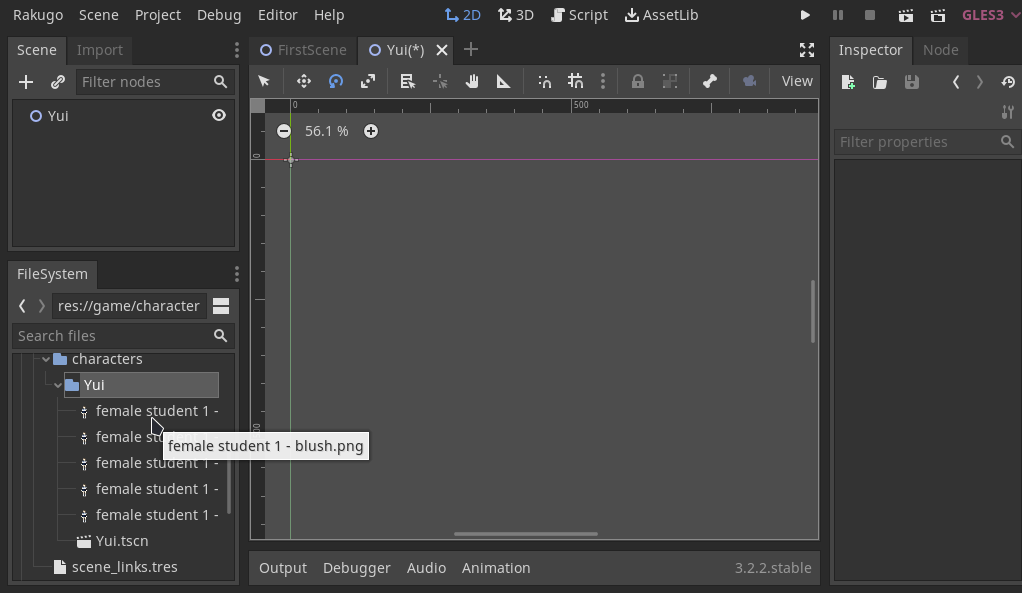 Rakugo Scene Project Debug Editor Help 2D 3D Script AssetLib GLES3
Scene Import
Filter nodes
Yui
FileSystem
res://game/character
Search files
characters
Yui
female student 1 -
female st
female student 1 - blush.png
female student 1 -
female student 1 -
female student 1 -
Yui.tscn
scene_links.tres
FirstScene Yui(*)
View
0 500
56.1 %
0
Output Debugger Audio Animation 3.2.2.stable
Inspector Node
Filter properties